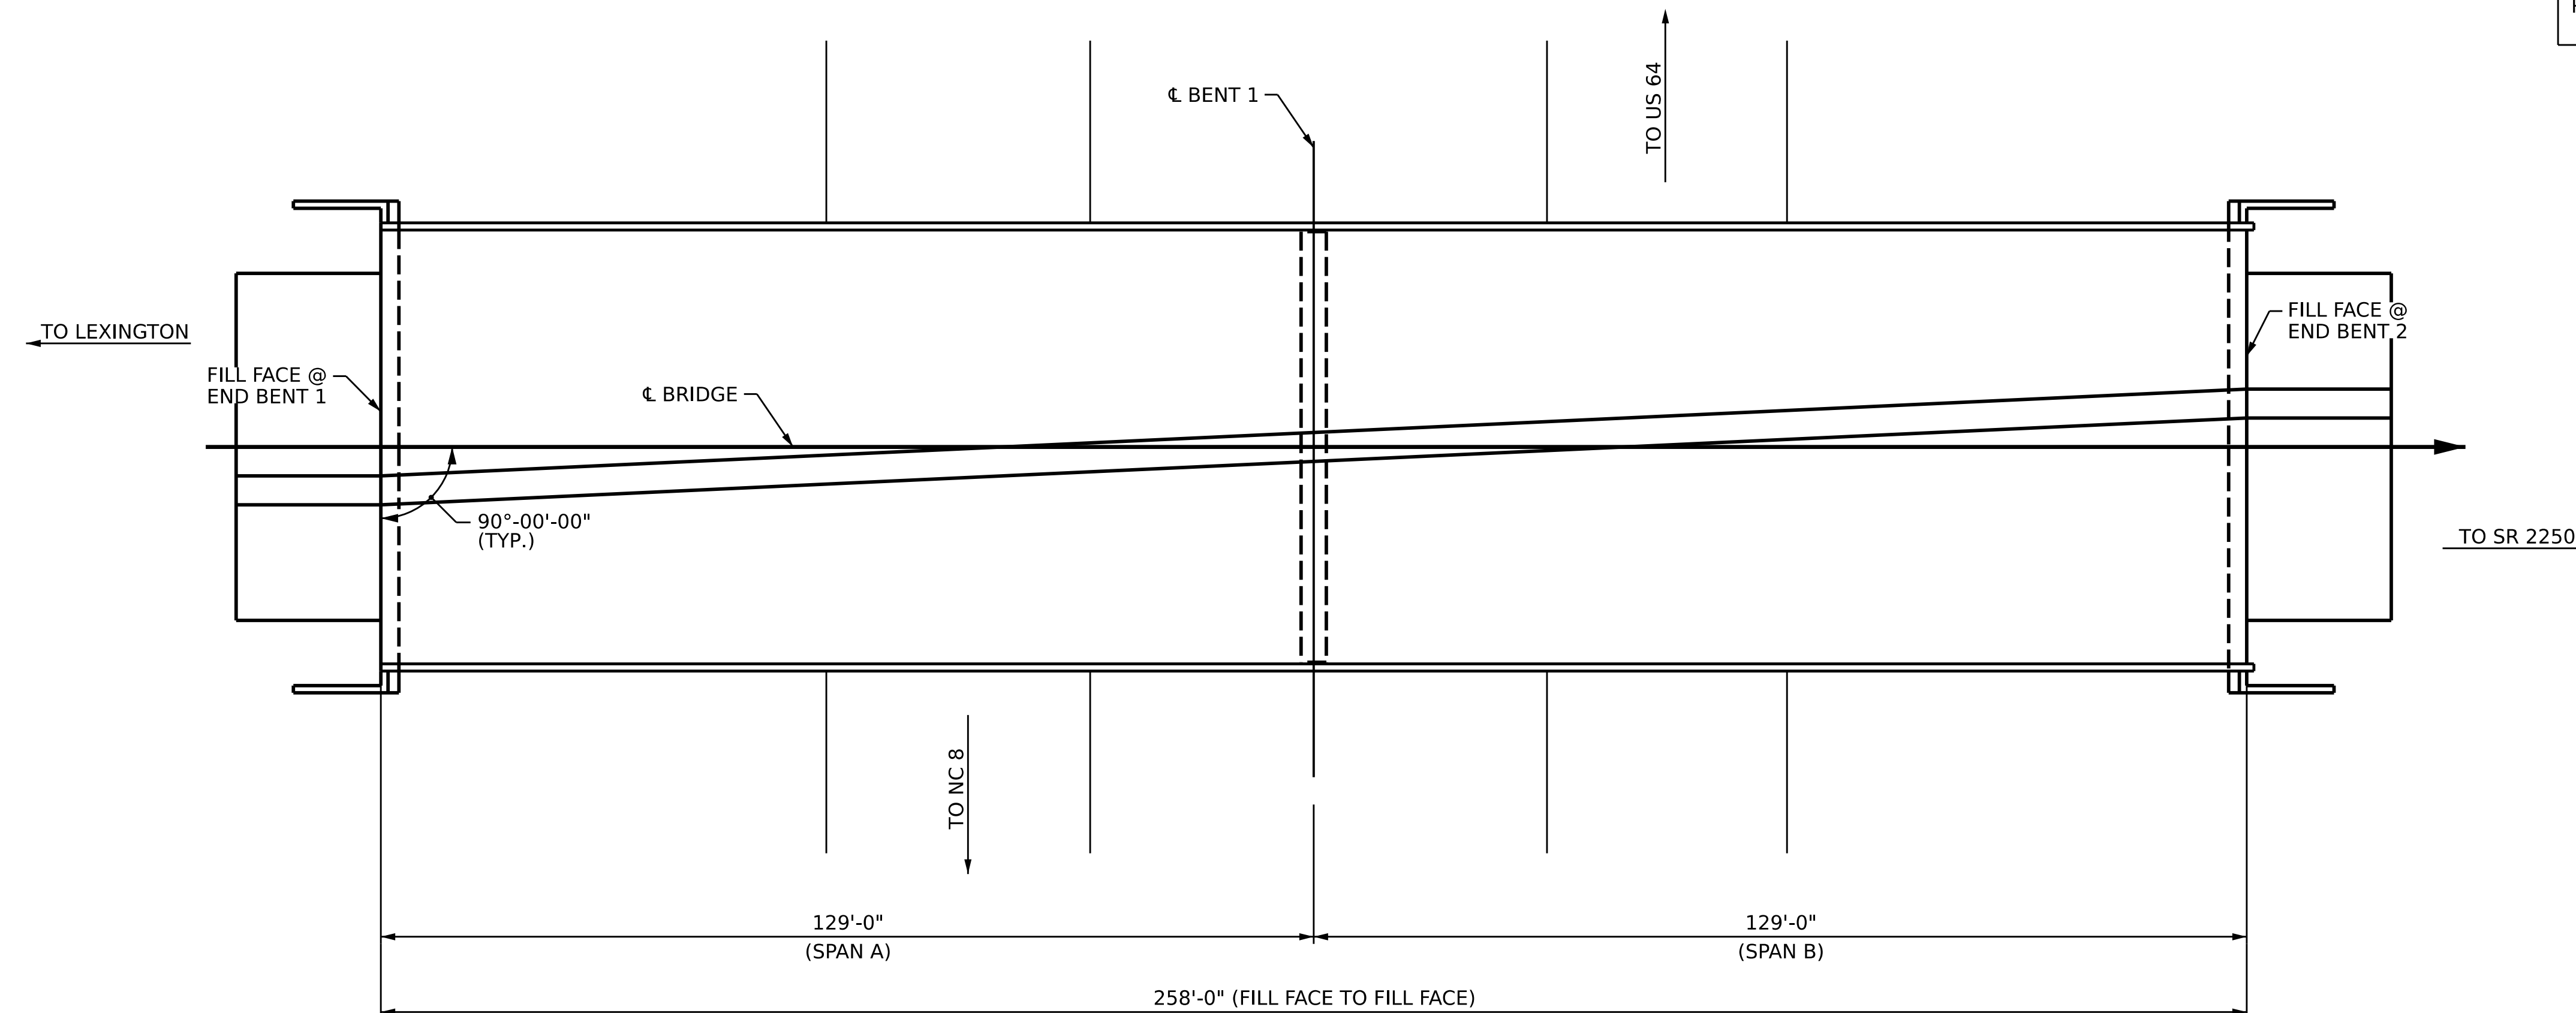 TO US 64
℄ BENT 1
TO LEXINGTON
FILL FACE @
END BENT 1
℄ BRIDGE
FILL FACE @
END BENT 2
90°-00'-00"
(TYP.)
TO SR 2250
TO NC 8
129'-0"
(SPAN A)
129'-0"
(SPAN B)
258'-0" (FILL FACE TO FILL FACE)